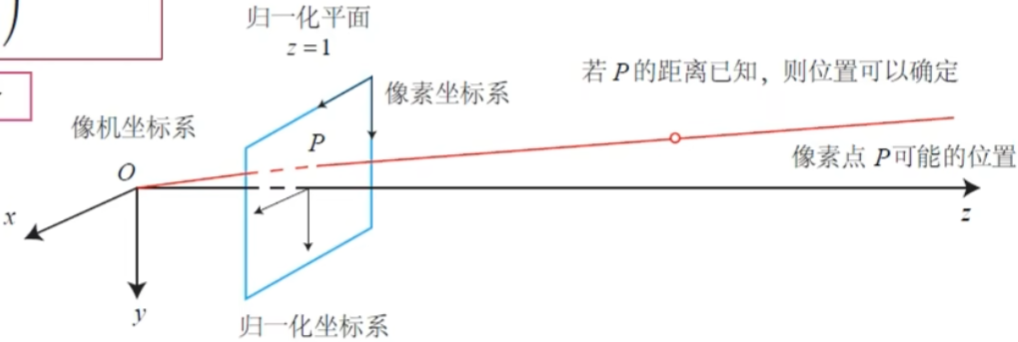 归一化平面
z=1
若P的距离已知，则位置可以确定
像素坐标系
像机坐标系
P
像素点P可能的位置
O
x
z
y
归一化坐标系